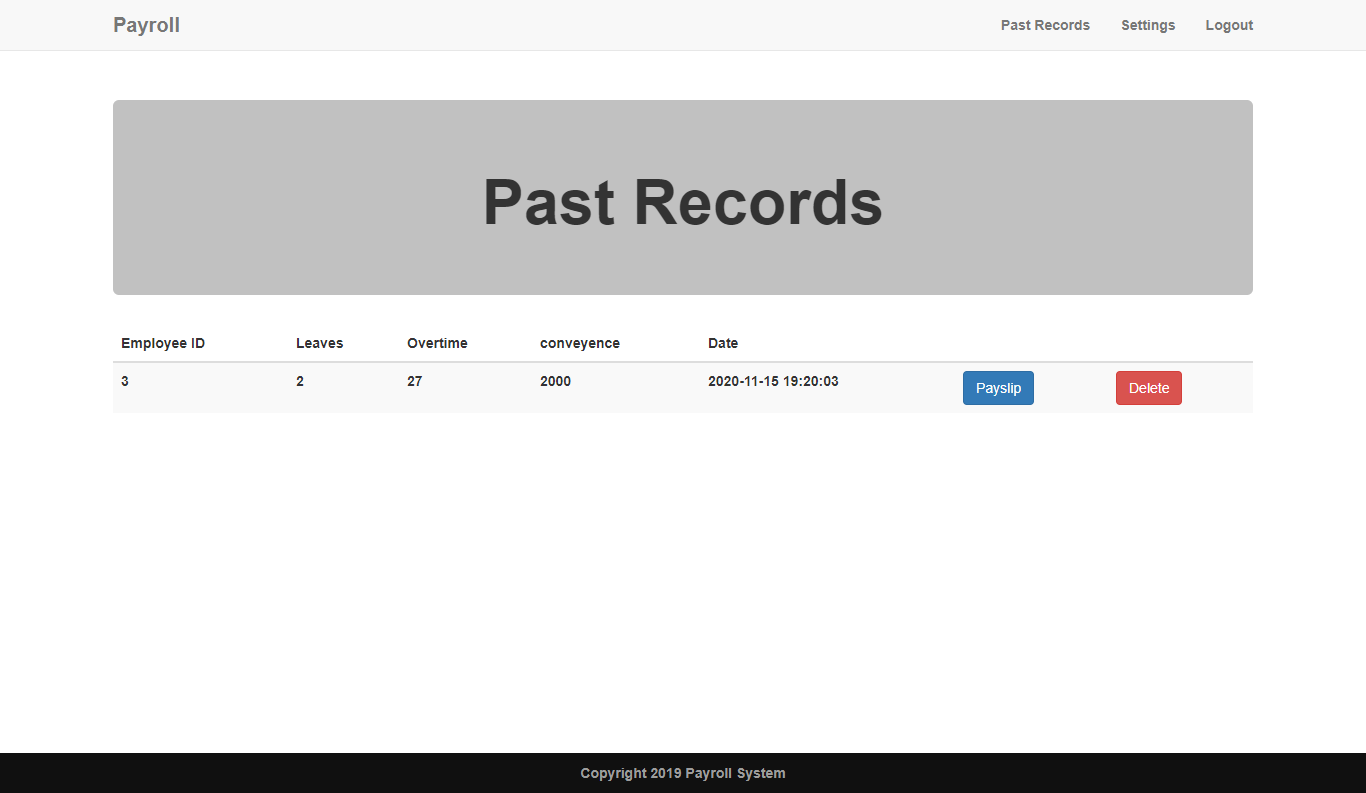 Payroll Past Records Settings Logout
Past Records
Employee ID Leaves Overtime conveyence Date
3 2 27 2000 2020-11-15 19:20:03 Payslip Delete
Copyright 2019 Payroll System